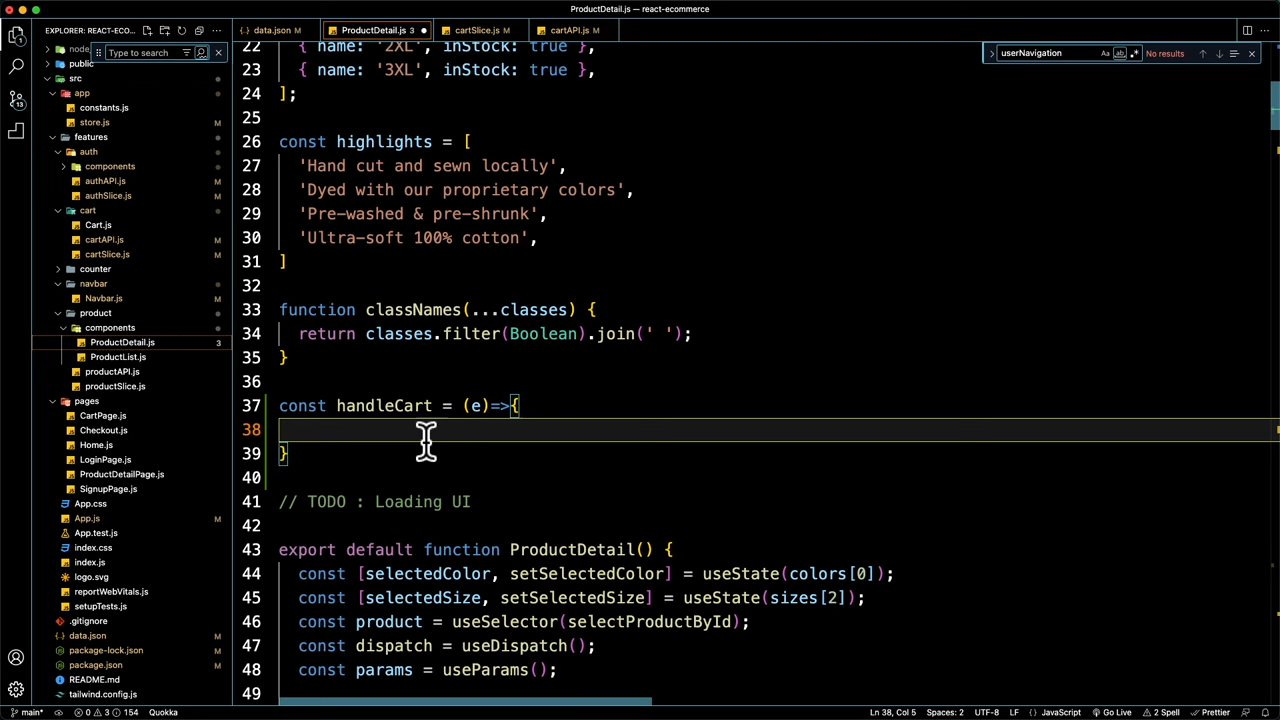 ProductDetail.js — react-ecommerce
EXPLORER: REACT-ECO...
data.json M
ProductDetail.js 3
cartSlice.js M
cartAPI.js M
Type to search
userNavigation
Aa
ab
No results
node
public
src
app
constants.js
store.js M
features
auth
components
authAPI.js M
authSlice.js M
cart
Cart.js
cartAPI.js M
cartSlice.js M
counter
navbar
Navbar.js M
product
components
ProductDetail.js 3
ProductList.js
productAPI.js
productSlice.js
pages
CartPage.js
Checkout.js
Home.js
LoginPage.js
ProductDetailPage.js
SignupPage.js
App.css
App.js M
App.test.js
index.css
index.js
logo.svg
reportWebVitals.js
setupTests.js
.gitignore
data.json M
package-lock.json M
package.json M
README.md
tailwind.config.js
13
22 { name: '2XL', inStock: true },
23 { name: '3XL', inStock: true },
24 ];
25
26 const highlights = [
27 'Hand cut and sewn locally',
28 'Dyed with our proprietary colors',
29 'Pre-washed & pre-shrunk',
30 'Ultra-soft 100% cotton',
31 ]
32
33 function classNames(...classes) {
34 return classes.filter(Boolean).join(' ');
35 }
36
37 const handleCart = (e)=>{
38
39 }
40
41 // TODO : Loading UI
42
43 export default function ProductDetail() {
44 const [selectedColor, setSelectedColor] = useState(colors[0]);
45 const [selectedSize, setSelectedSize] = useState(sizes[2]);
46 const product = useSelector(selectProductById);
47 const dispatch = useDispatch();
48 const params = useParams();
49
main* 0 3 154 Quokka
Ln 38, Col 5 Spaces: 2 UTF-8 LF JavaScript Go Live 2 Spell Prettier